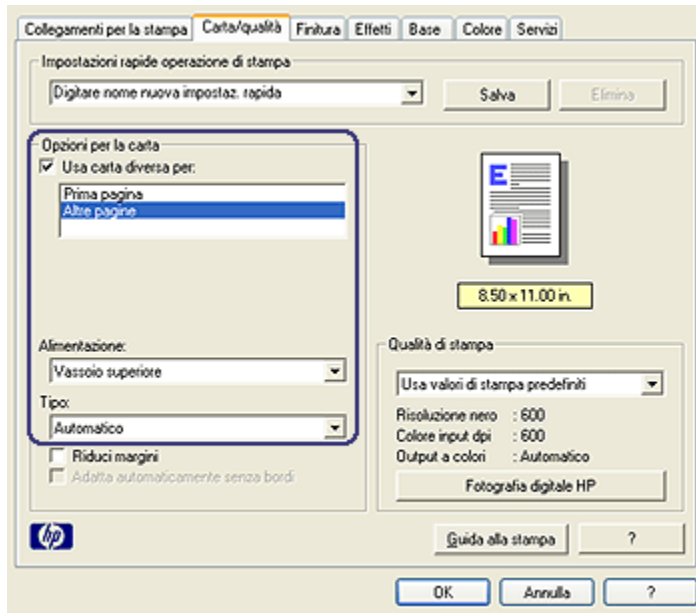 Collegamenti per la stampa Carta/qualità Finitura Effetti Base Colore Servizi
Impostazioni rapide operazione di stampa
Digitare nome nuova impostaz. rapida Salva Elimina
Opzioni per la carta
Usa carta diversa per:
Prima pagina
Altre pagine
E
8.50 x 11.00 in.
Alimentazione:
Vassoio superiore
Tipo:
Automatico
Riduci margini
Adatta automaticamente senza bordi
Qualità di stampa
Usa valori di stampa predefiniti
Risoluzione nero : 600
Colore input dpi : 600
Output a colori : Automatico
Fotografia digitale HP
hp
Guida alla stampa ?
OK Annulla ?